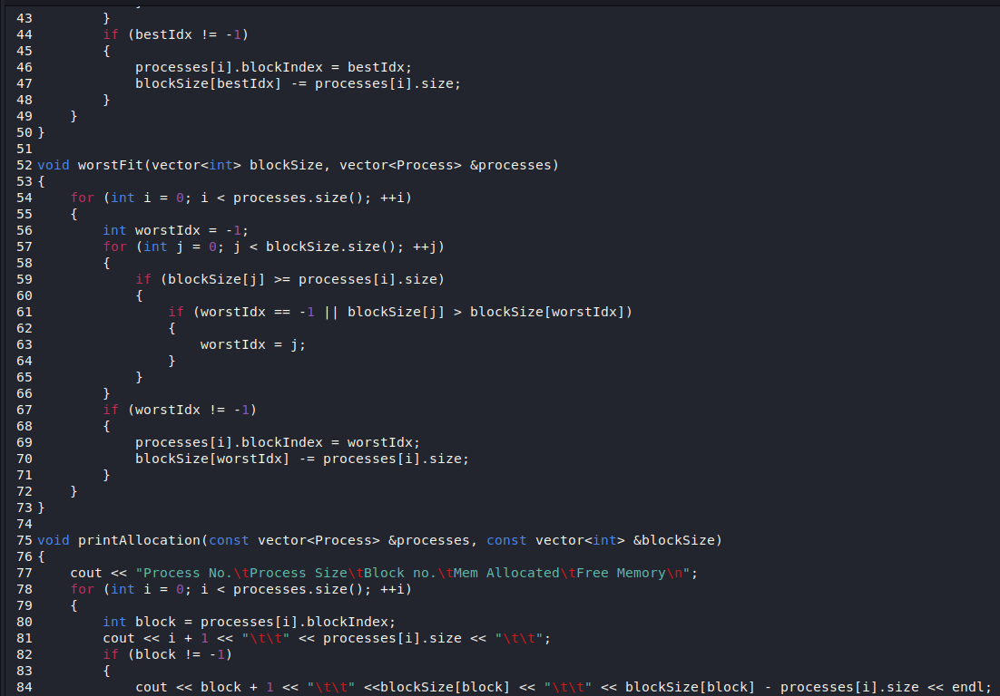 43         }
44         if (bestIdx != -1)
45         {
46             processes[i].blockIndex = bestIdx;
47             blockSize[bestIdx] -= processes[i].size;
48         }
49     }
50 }
51
52 void worstFit(vector<int> blockSize, vector<Process> &processes)
53 {
54     for (int i = 0; i < processes.size(); ++i)
55     {
56         int worstIdx = -1;
57         for (int j = 0; j < blockSize.size(); ++j)
58         {
59             if (blockSize[j] >= processes[i].size)
60             {
61                 if (worstIdx == -1 || blockSize[j] > blockSize[worstIdx])
62                 {
63                     worstIdx = j;
64                 }
65             }
66         }
67         if (worstIdx != -1)
68         {
69             processes[i].blockIndex = worstIdx;
70             blockSize[worstIdx] -= processes[i].size;
71         }
72     }
73 }
74
75 void printAllocation(const vector<Process> &processes, const vector<int> &blockSize)
76 {
77     cout << "Process No.\tProcess Size\tBlock no.\tMem Allocated\tFree Memory\n";
78     for (int i = 0; i < processes.size(); ++i)
79     {
80         int block = processes[i].blockIndex;
81         cout << i + 1 << "\t\t" << processes[i].size << "\t\t";
82         if (block != -1)
83         {
84             cout << block + 1 << "\t\t" <<blockSize[block] << "\t\t" << blockSize[block] - processes[i].size << endl;